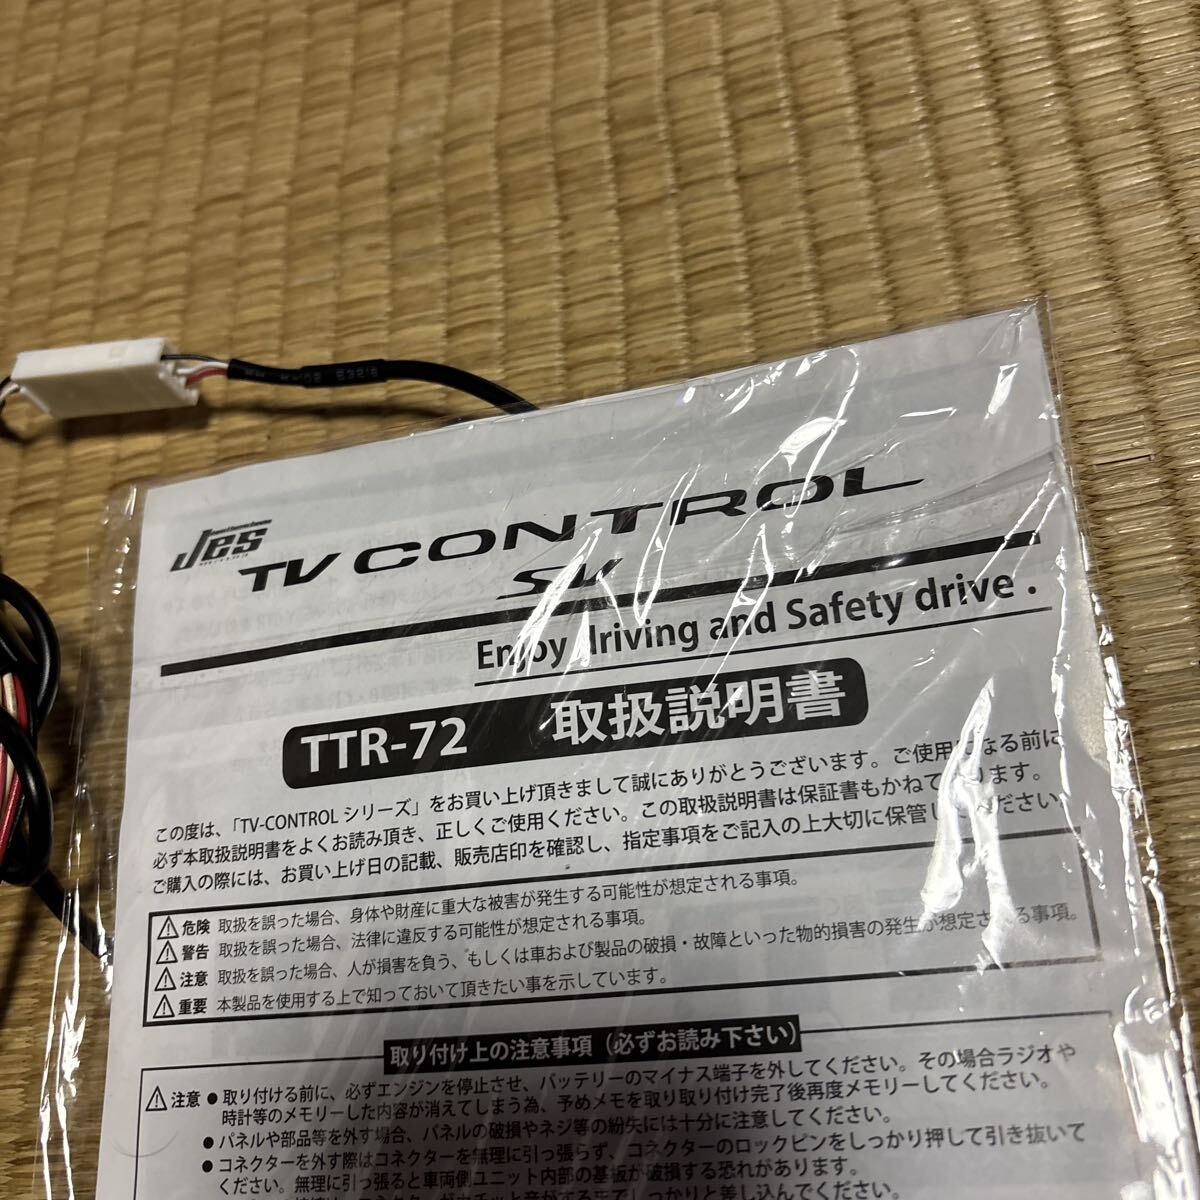 Jes
TV CONTROL
SV
Enjoy driving and Safety drive .
TTR-72 取扱説明書
この度は、「TV-CONTROL シリーズ」をお買い上げ頂きまして誠にありがとうございます。ご使用になる前に
必ず本取扱説明書をよくお読み頂き、正しくご使用ください。この取扱説明書は保証書もかねております。
ご購入の際には、お買い上げ日の記載、販売店印を確認し、指定事項をご記入の上大切に保管してください。
危険 取扱を誤った場合、身体や財産に重大な被害が発生する可能性が想定される事項。
警告 取扱を誤った場合、法律に違反する可能性が想定される事項。
注意 取扱を誤った場合、人が損害を負う、もしくは車および製品の破損・故障といった物的損害の発生が想定される事項。
重要 本製品を使用する上で知っておいて頂きたい事を示しています。
取り付け上の注意事項(必ずお読み下さい)
注意 ● 取り付ける前に、必ずエンジンを停止させ、バッテリーのマイナス端子を外してください。その場合ラジオや
時計等のメモリーした内容が消えてしまう為、予めメモを取り取り付け完了後再度メモリーしてください。
● パネルや部品等を外す場合、パネルの破損やネジ等の紛失には十分に注意してください。
● コネクターを外す際はコネクターを無理に引っ張らず、コネクターのロックピンをしっかり押して引き抜いて
ください。無理に引っ張ると車両側ユニット内部の基板が破損する恐れがあります。